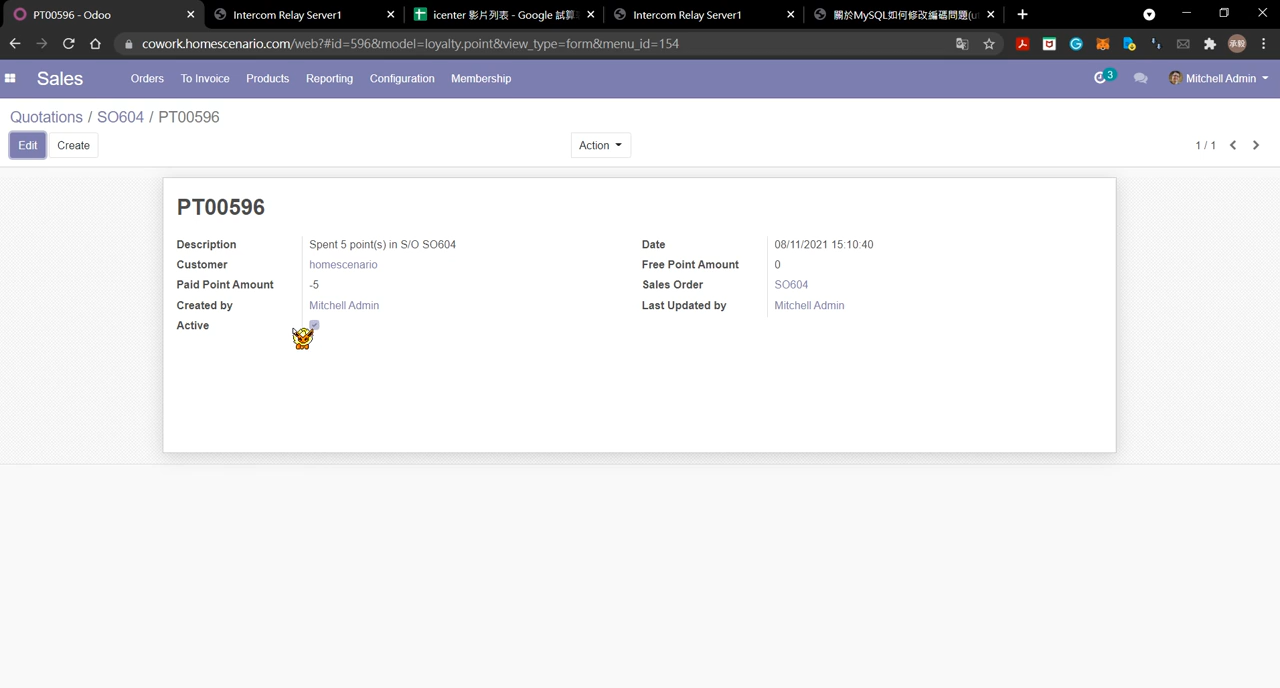 PT00596 - Odoo
Intercom Relay Server1
icenter 影片列表 - Google 試算
Intercom Relay Server1
關於MySQL如何修改編碼問題(ut
cowork.homescenario.com/web?#id=596&model=loyalty.point&view_type=form&menu_id=154
承毅
Sales
Orders To Invoice Products Reporting Configuration Membership
3
Mitchell Admin
Quotations / SO604 / PT00596
Edit Create
Action
1 / 1
PT00596
Description Spent 5 point(s) in S/O SO604
Date 08/11/2021 15:10:40
Customer homescenario
Free Point Amount 0
Paid Point Amount -5
Sales Order SO604
Created by Mitchell Admin
Last Updated by Mitchell Admin
Active